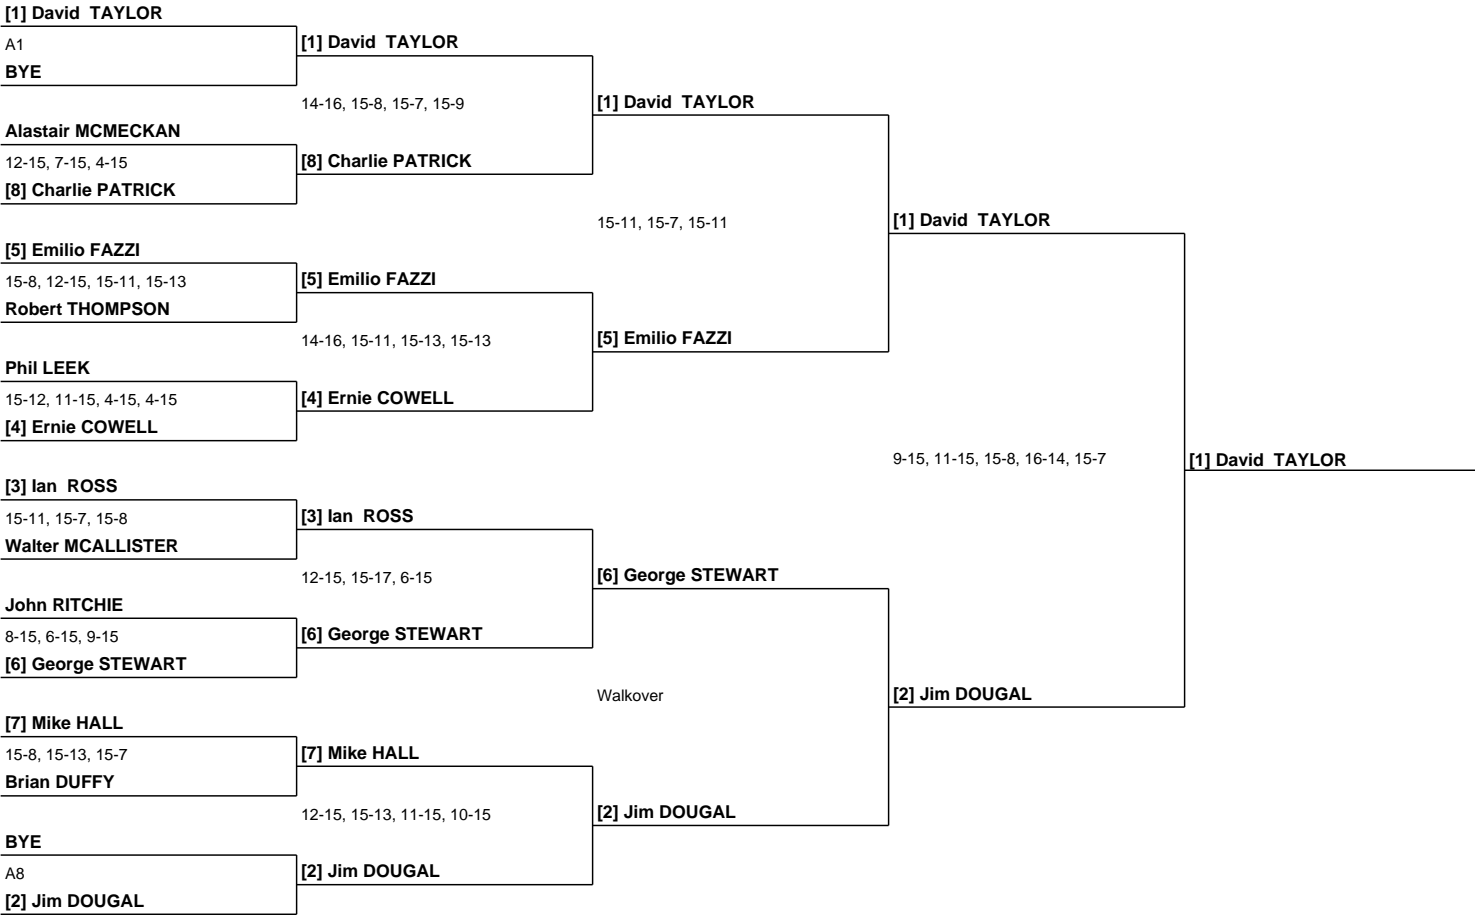 [1] David  TAYLOR
A1
BYE
Alastair MCMECKAN
12-15, 7-15, 4-15
[8] Charlie PATRICK
[5] Emilio FAZZI
15-8, 12-15, 15-11, 15-13
Robert THOMPSON
Phil LEEK
15-12, 11-15, 4-15, 4-15
[4] Ernie COWELL
[3] Ian  ROSS
15-11, 15-7, 15-8
Walter MCALLISTER
John RITCHIE
8-15, 6-15, 9-15
[6] George STEWART
[7] Mike HALL
15-8, 15-13, 15-7
Brian DUFFY
BYE
A8
[2] Jim DOUGAL
[1] David  TAYLOR
14-16, 15-8, 15-7, 15-9
[8] Charlie PATRICK
[5] Emilio FAZZI
14-16, 15-11, 15-13, 15-13
[4] Ernie COWELL
[3] Ian  ROSS
12-15, 15-17, 6-15
[6] George STEWART
[7] Mike HALL
12-15, 15-13, 11-15, 10-15
[2] Jim DOUGAL
[1] David  TAYLOR
15-11, 15-7, 15-11
[5] Emilio FAZZI
[6] George STEWART
Walkover
[2] Jim DOUGAL
[1] David  TAYLOR
9-15, 11-15, 15-8, 16-14, 15-7
[2] Jim DOUGAL
[1] David  TAYLOR